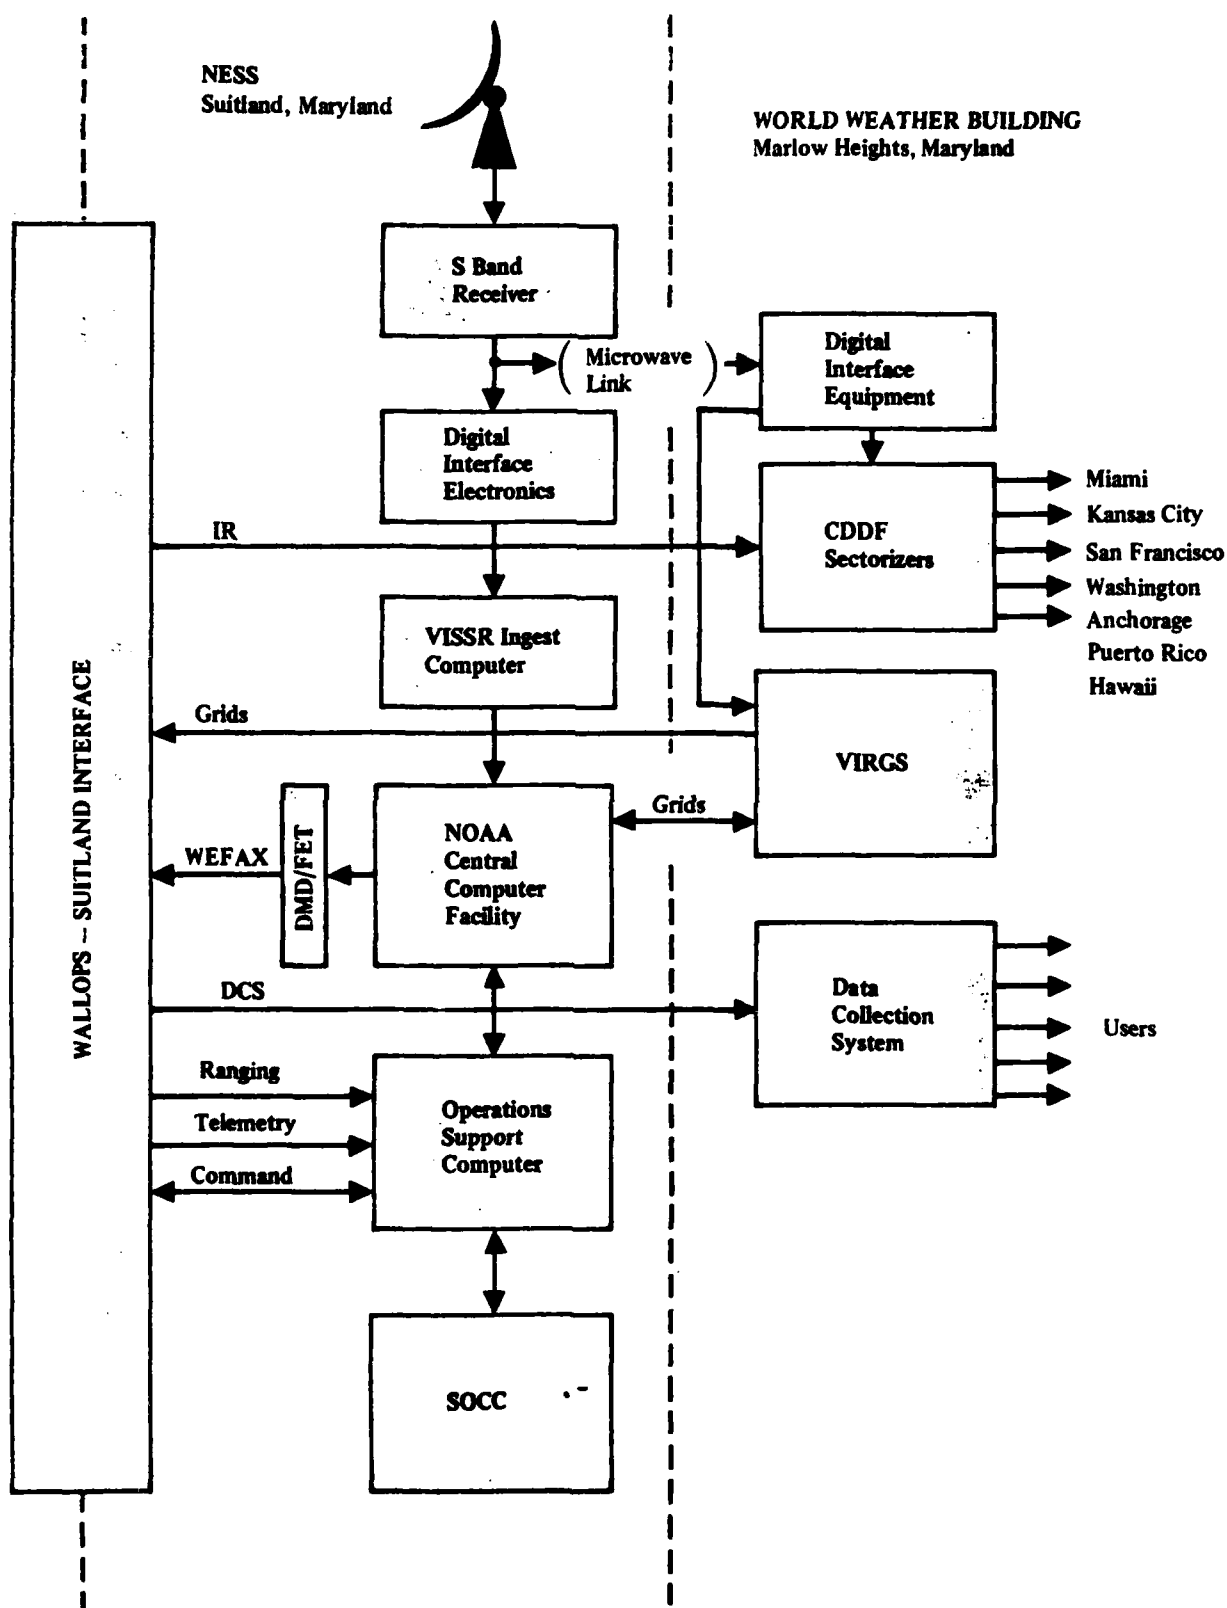 NESS
Suitland, Maryland
WORLD WEATHER BUILDING
Marlow Heights, Maryland
S Band
Receiver
Microwave
Link
Digital
Interface
Equipment
Digital
Interface
Electronics
IR
CDDF
Sectorizers
Miami
Kansas City
San Francisco
Washington
Anchorage
Puerto Rico
Hawaii
VISSR Ingest
Computer
WALLOPS – SUITLAND INTERFACE
Grids
VIRGS
Grids
NOAA
Central
Computer
Facility
DMD/FET
WEFAX
DCS
Data
Collection
System
Users
Ranging
Telemetry
Command
Operations
Support
Computer
SOCC